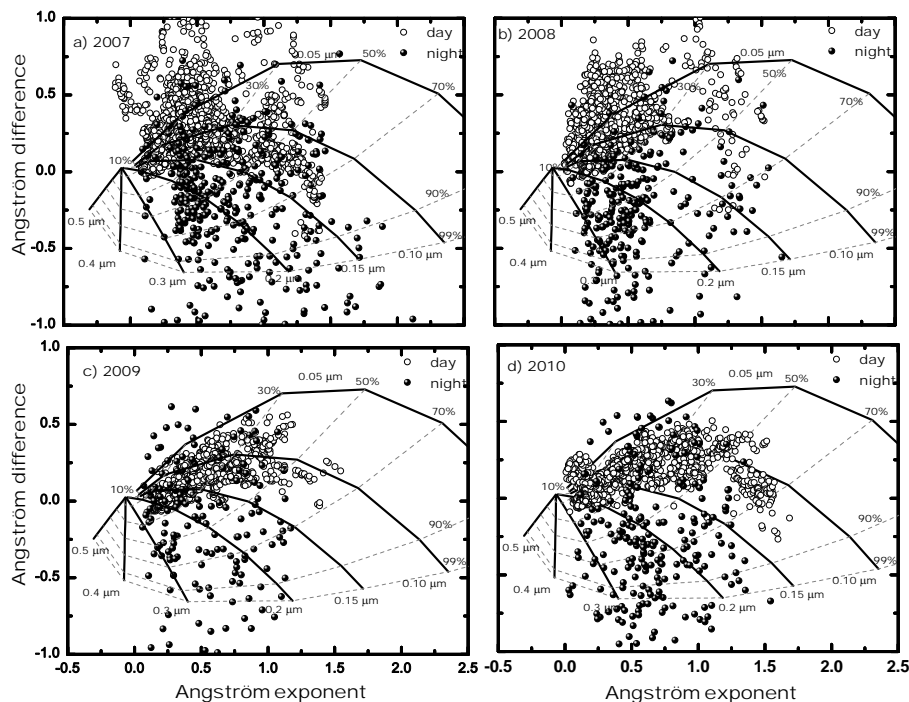 a) 2007
day
night
0.05 µm
50%
30%
70%
10%
90%
99%
0.5 µm
0.4 µm
0.3 µm
0.2 µm
0.15 µm
0.10 µm
1.0
0.5
0.0
-0.5
-1.0
Angström difference
b) 2008
day
night
0.05 µm
50%
30%
70%
10%
90%
99%
0.5 µm
0.4 µm
0.3 µm
0.2 µm
0.15 µm
0.10 µm
c) 2009
day
night
0.05 µm
50%
30%
70%
10%
90%
99%
0.5 µm
0.4 µm
0.3 µm
0.2 µm
0.15 µm
0.10 µm
1.0
0.5
0.0
-0.5
-1.0
Angström difference
-0.5 0.0 0.5 1.0 1.5 2.0 2.5
Angström exponent
d) 2010
day
night
0.05 µm
50%
30%
70%
10%
90%
99%
0.5 µm
0.4 µm
0.3 µm
0.2 µm
0.15 µm
0.10 µm
-0.5 0.0 0.5 1.0 1.5 2.0 2.5
Angström exponent